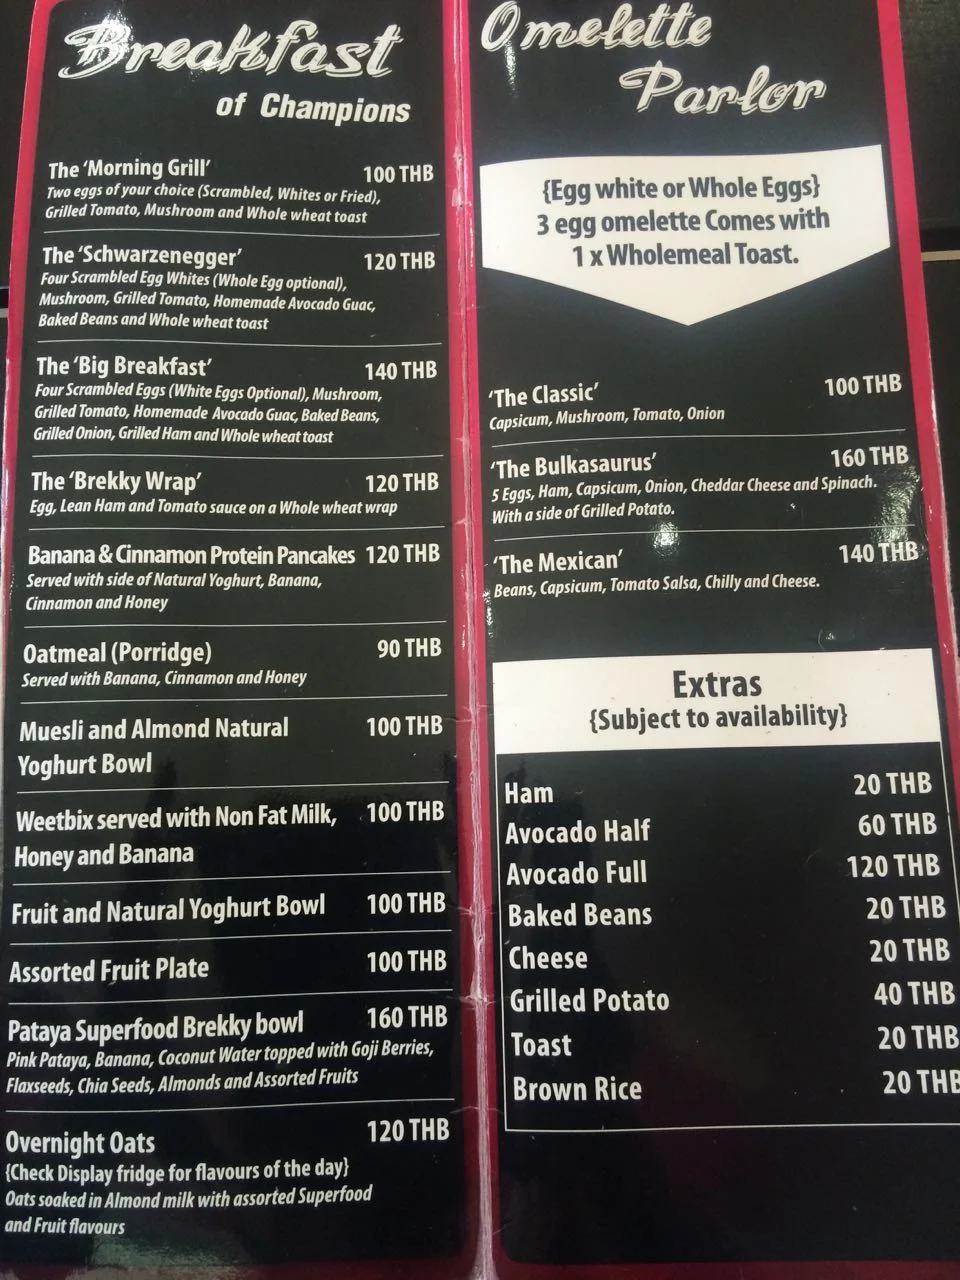 Breakfast
of Champions
The 'Morning Grill' 100 THB
Two eggs of your choice (Scrambled, Whites or Fried),
Grilled Tomato, Mushroom and Whole wheat toast
The 'Schwarzenegger' 120 THB
Four Scrambled Egg Whites (Whole Egg optional),
Mushroom, Grilled Tomato, Homemade Avocado Guac,
Baked Beans and Whole wheat toast
The 'Big Breakfast' 140 THB
Four Scrambled Eggs (White Eggs Optional), Mushroom,
Grilled Tomato, Homemade Avocado Guac, Baked Beans,
Grilled Onion, Grilled Ham and Whole wheat toast
The 'Brekky Wrap' 120 THB
Egg, Lean Ham and Tomato sauce on a Whole wheat wrap
Banana & Cinnamon Protein Pancakes 120 THB
Served with side of Natural Yoghurt, Banana,
Cinnamon and Honey
Oatmeal (Porridge) 90 THB
Served with Banana, Cinnamon and Honey
Muesli and Almond Natural 100 THB
Yoghurt Bowl
Weetbix served with Non Fat Milk, 100 THB
Honey and Banana
Fruit and Natural Yoghurt Bowl 100 THB
Assorted Fruit Plate 100 THB
Pataya Superfood Brekky bowl 160 THB
Pink Pataya, Banana, Coconut Water topped with Goji Berries,
Flaxseeds, Chia Seeds, Almonds and Assorted Fruits
Overnight Oats 120 THB
{Check Display fridge for flavours of the day}
Oats soaked in Almond milk with assorted Superfood
and Fruit flavours
Omelette
Parlor
{Egg white or Whole Eggs}
3 egg omelette Comes with
1 x Wholemeal Toast.
'The Classic' 100 THB
Capsicum, Mushroom, Tomato, Onion
'The Bulkasaurus' 160 THB
5 Eggs, Ham, Capsicum, Onion, Cheddar Cheese and Spinach.
With a side of Grilled Potato.
'The Mexican' 140 THB
Beans, Capsicum, Tomato Salsa, Chilly and Cheese.
Extras
{Subject to availability}
Ham 20 THB
Avocado Half 60 THB
Avocado Full 120 THB
Baked Beans 20 THB
Cheese 20 THB
Grilled Potato 40 THB
Toast 20 THB
Brown Rice 20 THB